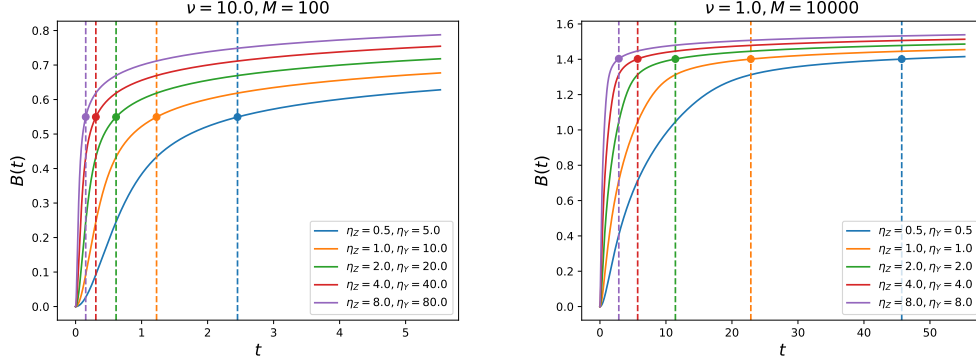 ν = 10.0, M = 100
B(t)
0.8
0.7
0.6
0.5
0.4
0.3
0.2
0.1
0.0
η_Z = 0.5, η_Y = 5.0
η_Z = 1.0, η_Y = 10.0
η_Z = 2.0, η_Y = 20.0
η_Z = 4.0, η_Y = 40.0
η_Z = 8.0, η_Y = 80.0
0 1 2 3 4 5
t
ν = 1.0, M = 10000
B(t)
1.6
1.4
1.2
1.0
0.8
0.6
0.4
0.2
0.0
η_Z = 0.5, η_Y = 0.5
η_Z = 1.0, η_Y = 1.0
η_Z = 2.0, η_Y = 2.0
η_Z = 4.0, η_Y = 4.0
η_Z = 8.0, η_Y = 8.0
0 10 20 30 40 50
t